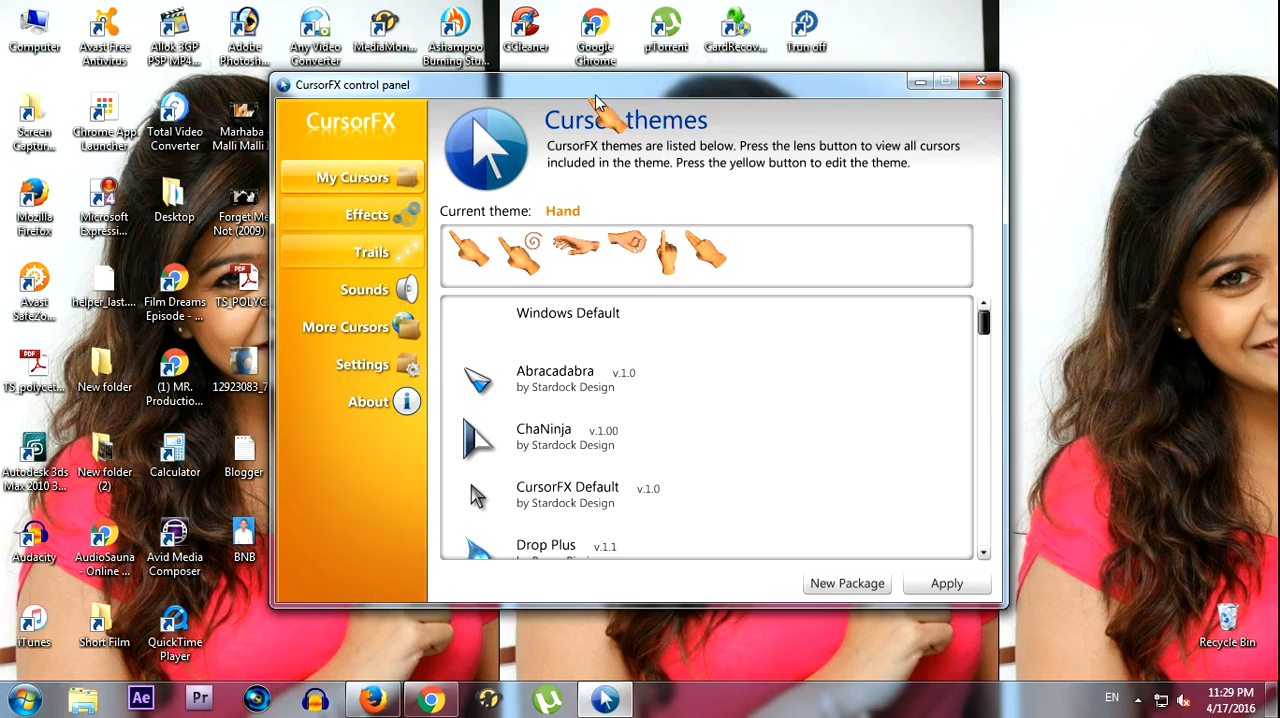 Computer
Avast Free
Antivirus
Allok 3GP
PSP MP4...
Adobe
Photosh...
Any Video
Converter
MediaMon...
Ashampoo
Burning Stu...
CCleaner
Google
Chrome
µTorrent
CardRecov...
Trun off
Screen
Captur...
Chrome App
Launcher
Total Video
Converter
Marhaba
Malli Malli
Mozilla
Firefox
Microsoft
Expressi...
Desktop
Forget Me
Not (2009)
Avast
SafeZo...
helper_last....
Film Dreams
Episode - ...
PDF
TS_POLYC
PDF
TS_polycet...
New folder
(1) MR.
Productio...
12923083_7
Autodesk 3ds
Max 2010 3...
New folder
(2)
Calculator
Blogger
Audacity
AudioSauna
- Online ...
Avid Media
Composer
BNB
iTunes
Short Film
QuickTime
Player
Recycle Bin
CursorFX control panel
CursorFX
My Cursors
Effects
Trails
Sounds
More Cursors
Settings
About
themes
CursorFX themes are listed below. Press the lens button to view all cursors
included in the theme. Press the yellow button to edit the theme.
Current theme: Hand
Windows Default
Abracadabra v.1.0
by Stardock Design
ChaNinja v.1.00
by Stardock Design
CursorFX Default v.1.0
by Stardock Design
Drop Plus v.1.1
New Package
Apply
Ae
Pr
EN
11:29 PM
4/17/2016